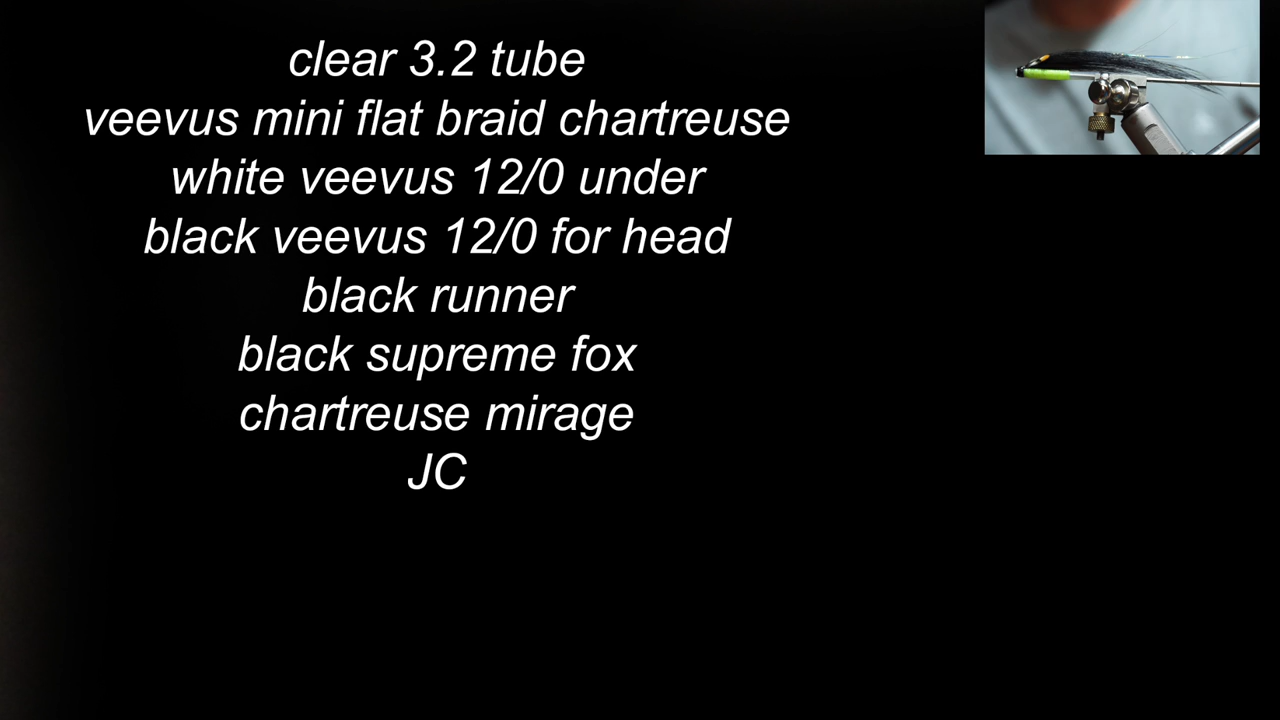 clear 3.2 tube
veevus mini flat braid chartreuse
white veevus 12/0 under
black veevus 12/0 for head
black runner
black supreme fox
chartreuse mirage
JC